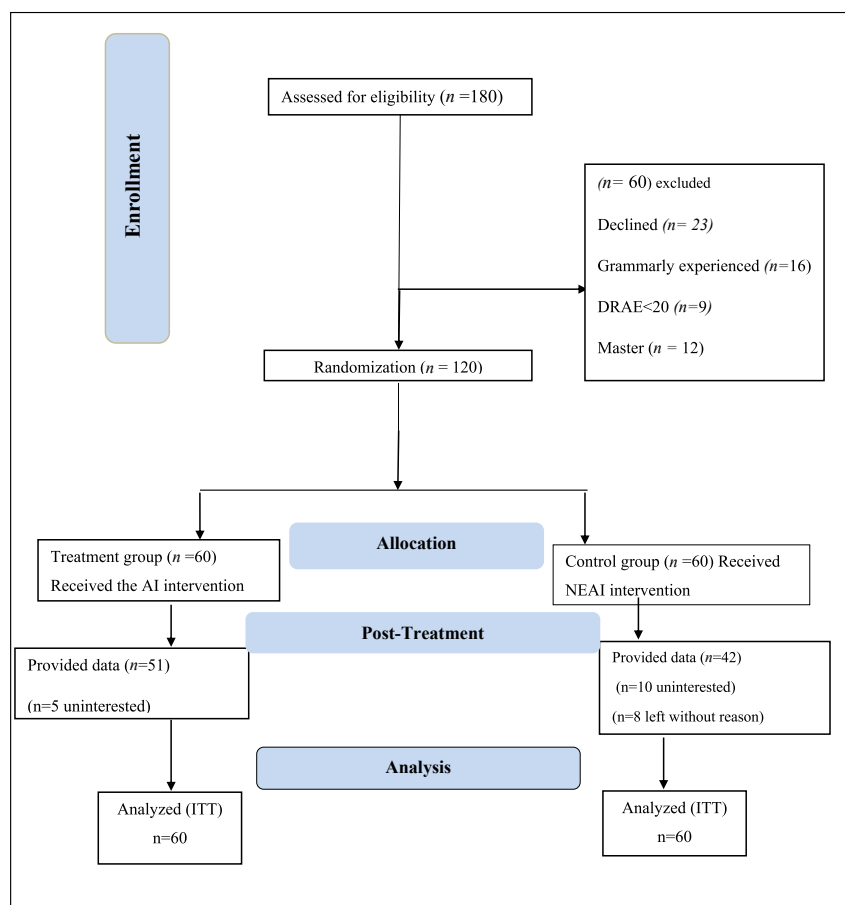 Enrollment
Assessed for eligibility (n =180)
(n= 60) excluded
Declined (n= 23)
Grammarly experienced (n=16)
DRAE<20 (n=9)
Master (n = 12)
Randomization (n = 120)
Allocation
Treatment group (n =60)
Received the AI intervention
Control group (n =60) Received
NEAI intervention
Post-Treatment
Provided data (n=51)
(n=5 uninterested)
Provided data (n=42)
(n=10 uninterested)
(n=8 left without reason)
Analysis
Analyzed (ITT)
n=60
Analyzed (ITT)
n=60